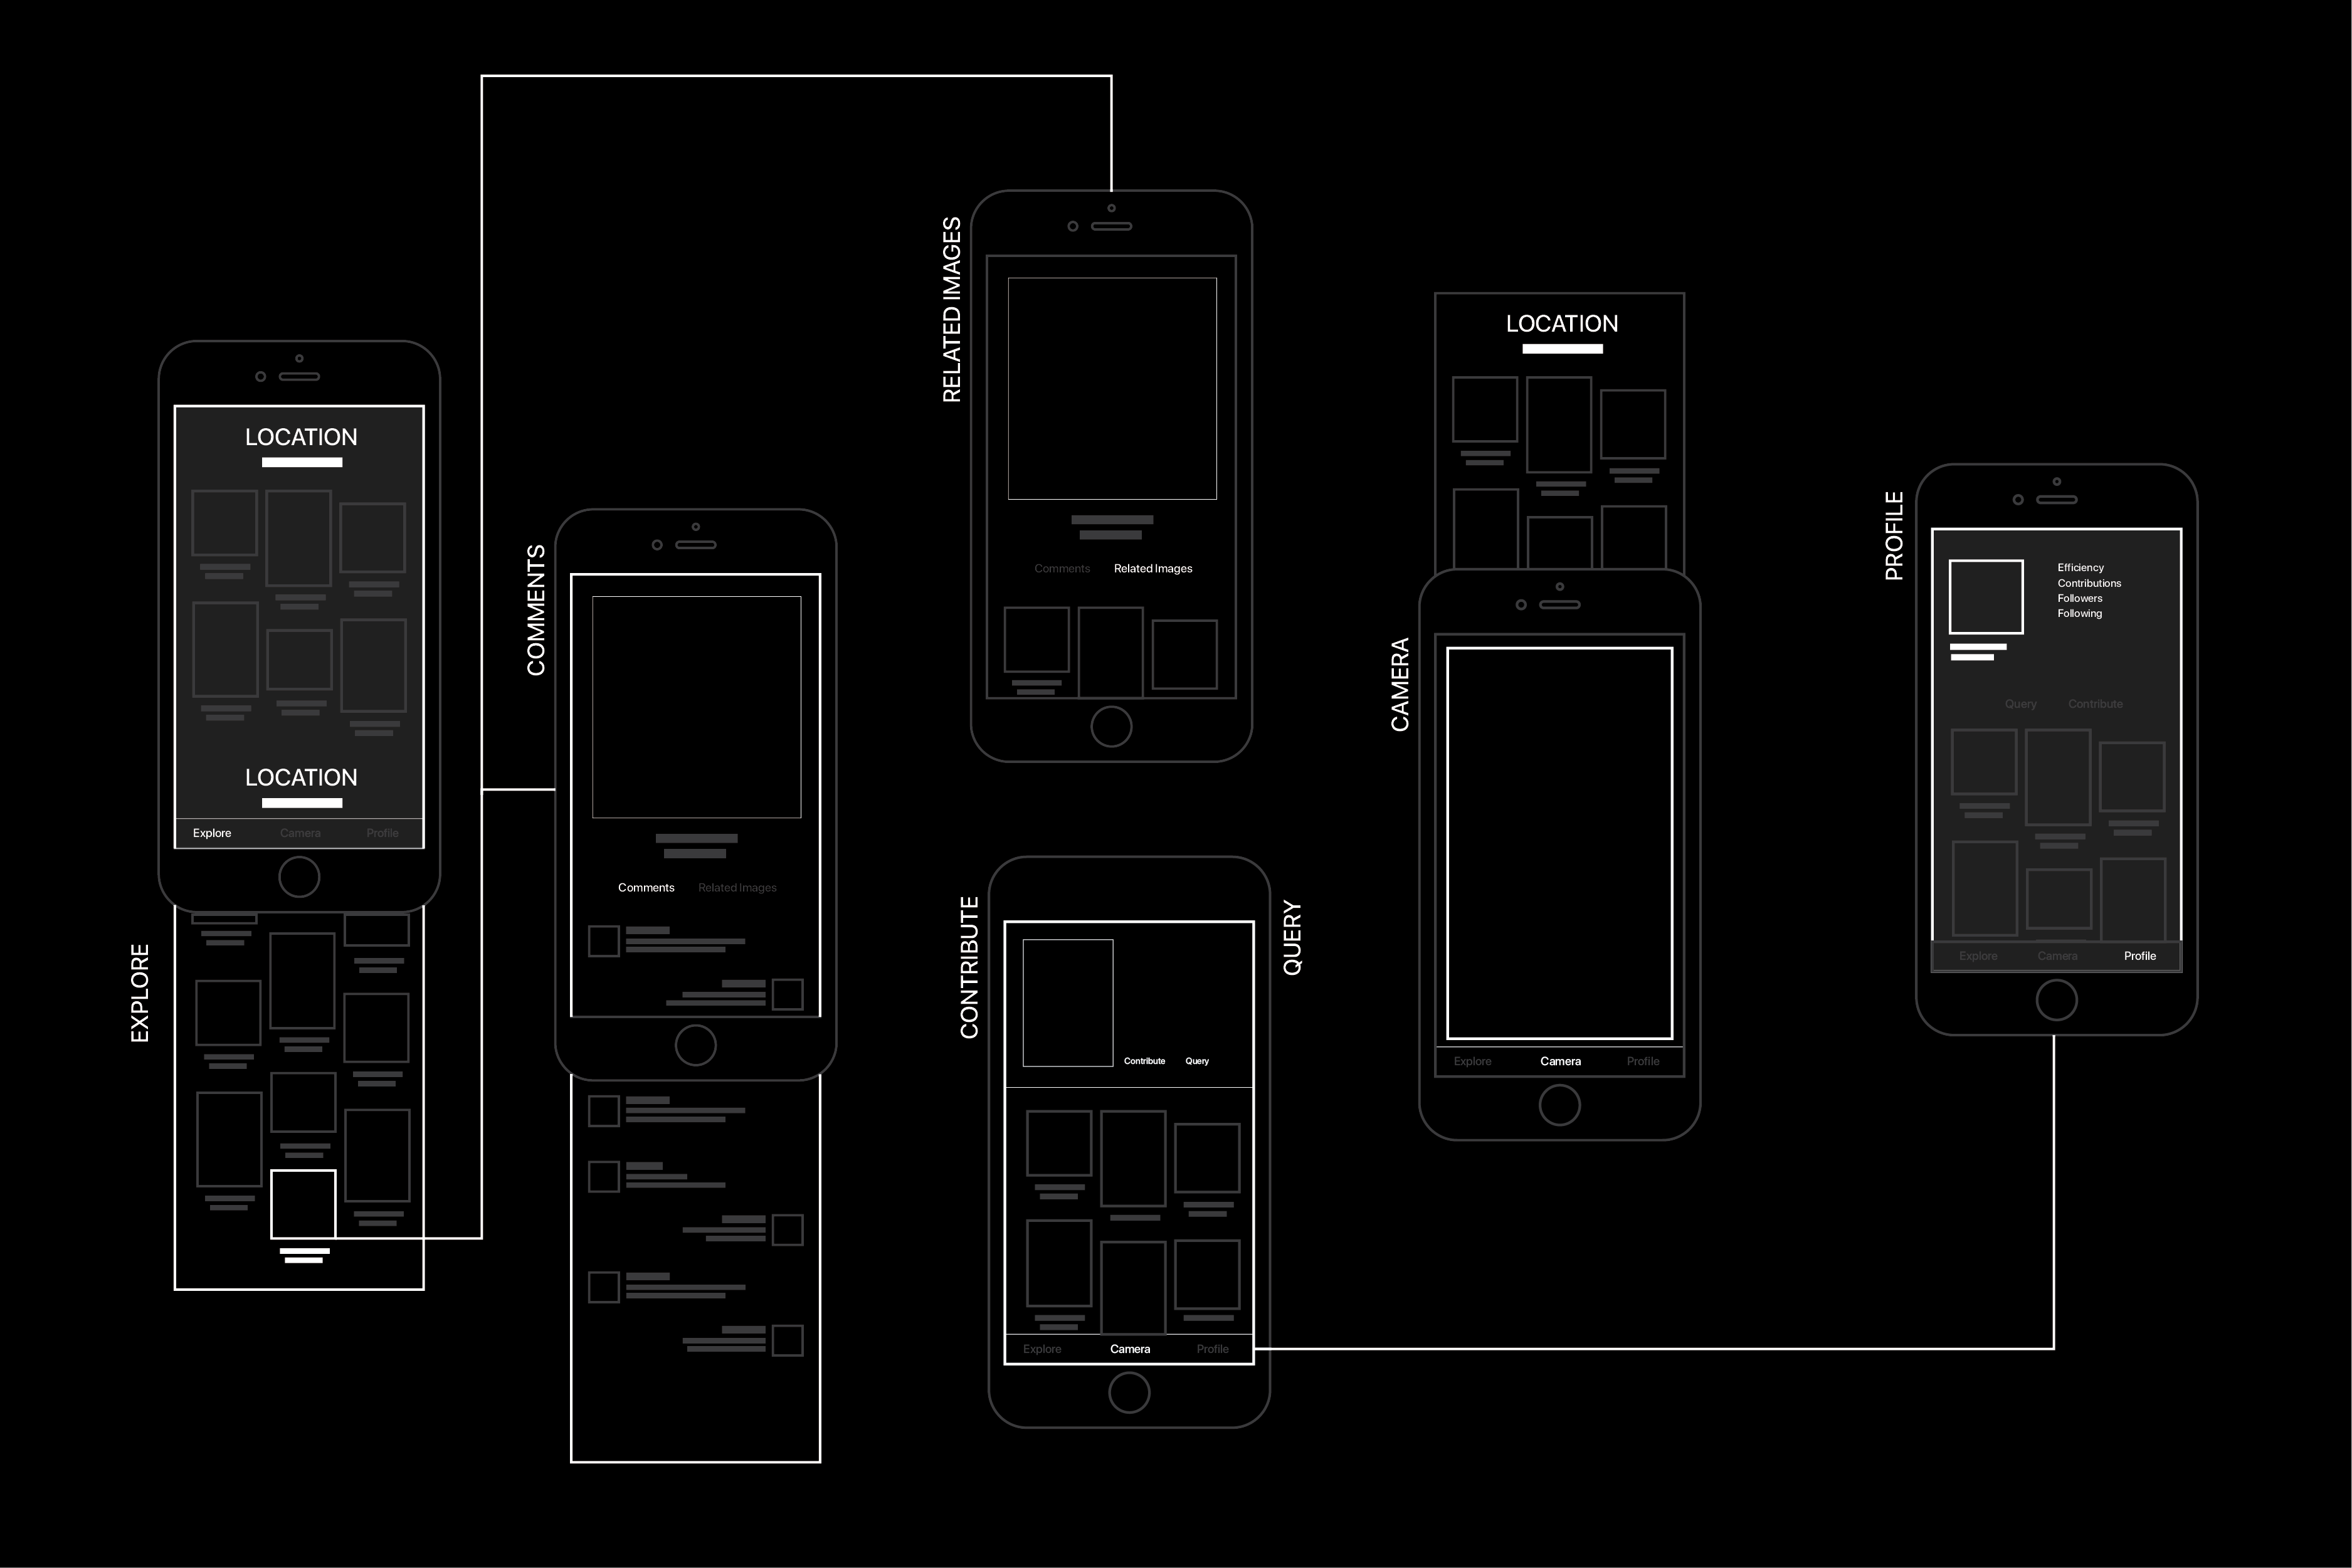 EXPLORE
LOCATION
LOCATION
Explore Camera Profile
COMMENTS
Comments Related Images
RELATED IMAGES
Comments Related Images
CONTRIBUTE
QUERY
Contribute Query
Explore Camera Profile
CAMERA
LOCATION
Explore Camera Profile
PROFILE
Efficiency
Contributions
Followers
Following
Query Contribute
Explore Camera Profile